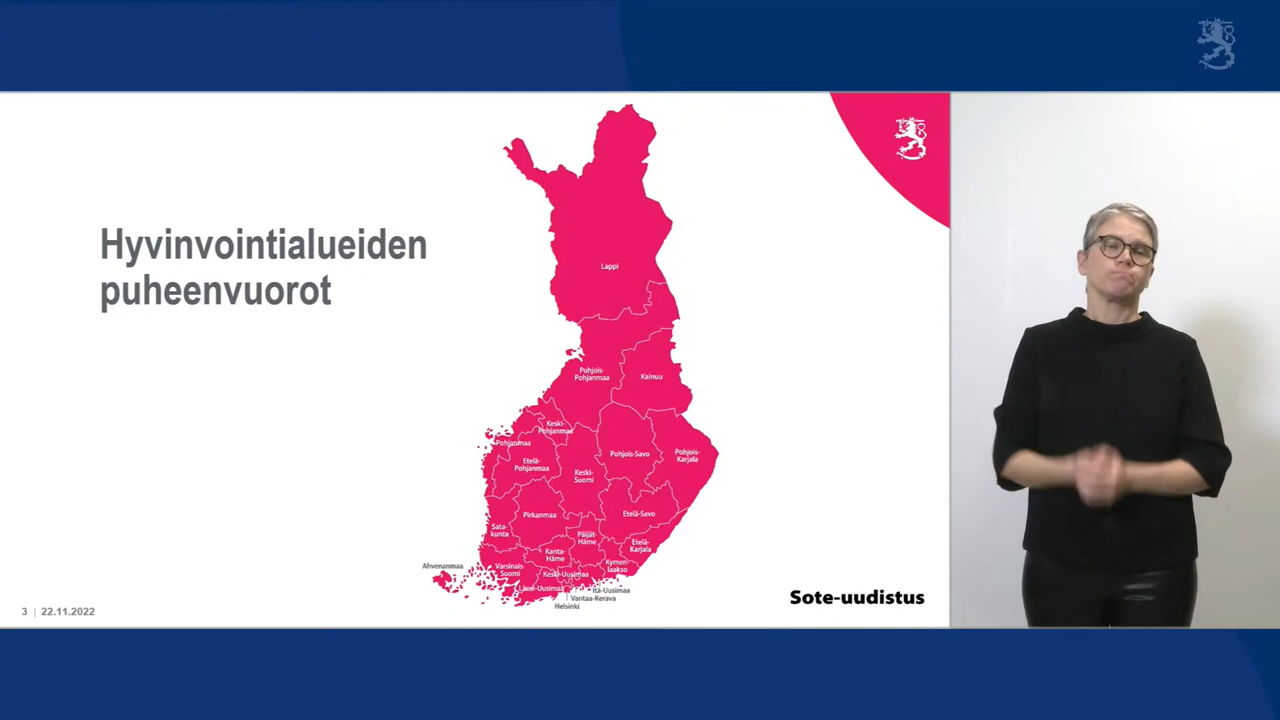 Hyvinvointialueiden
puheenvuorot
Lappi
Pohjois-
Pohjanmaa
Kainuu
Keski-
Pohjanmaa
Pohjanmaa
Etelä-
Pohjanmaa
Keski-
Suomi
Pohjois-Savo
Pohjois-
Karjala
Pirkanmaa
Etelä-Savo
Sata-
kunta
Päijät-
Häme
Etelä-
Karjala
Kanta-
Häme
Ahvenanmaa
Varsinais-
Suomi
Keski-Uusimaa
Kymen-
laakso
Länsi-Uusimaa
Itä-Uusimaa
Vantaa-Kerava
Helsinki
Sote-uudistus
3 | 22.11.2022